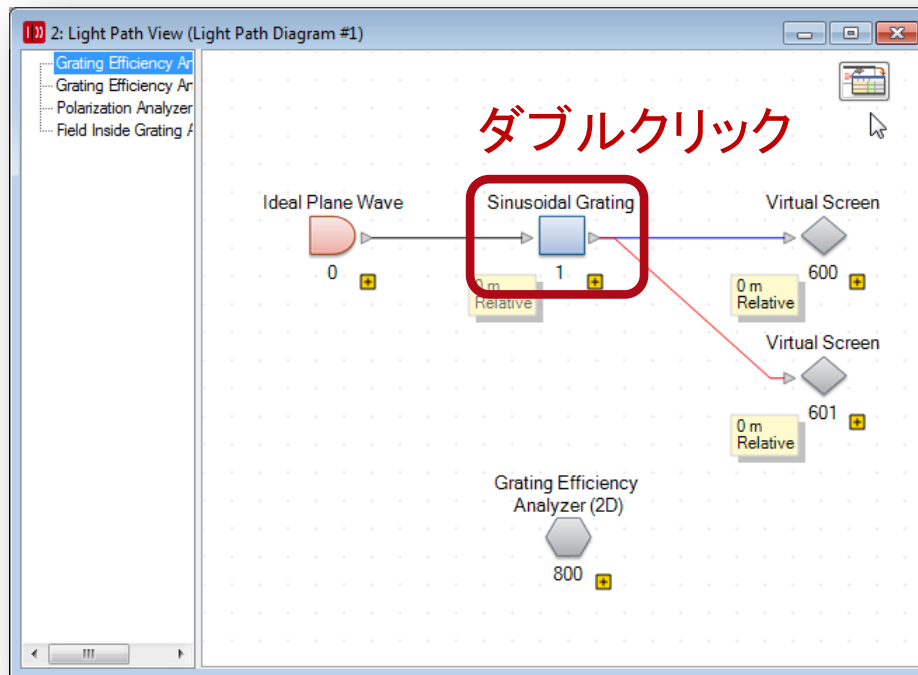 2: Light Path View (Light Path Diagram #1)
Grating Efficiency An
Grating Efficiency An
Polarization Analyzer
Field Inside Grating A
ダブルクリック
Ideal Plane Wave
Sinusoidal Grating
Virtual Screen
0
1
600
0 m
Relative
0 m
Relative
Virtual Screen
601
0 m
Relative
Grating Efficiency
Analyzer (2D)
800